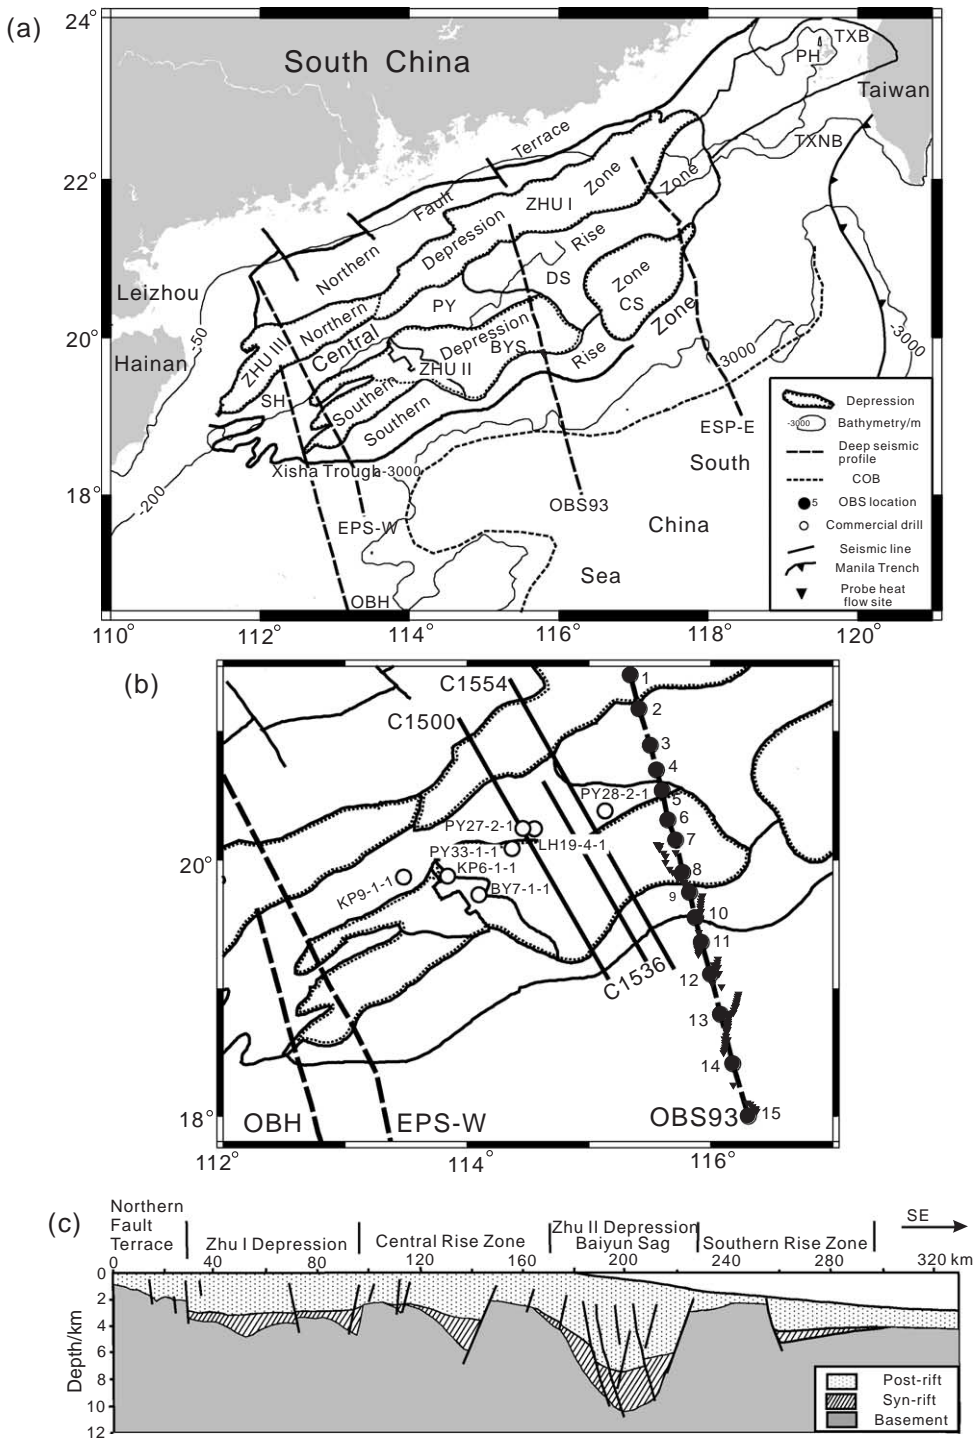 (a)
24°
22°
20°
18°
110°
112°
114°
116°
118°
120°
South China
TXB
PH
Taiwan
TXNB
Terrace
Fault
Northern
Zone
ZHU I
Depression
Northern
ZHU III
Zone
Rise
Central
DS
PY
Zone
CS
Zone
Rise
Southern
Depression
BYS
ZHU II
Southern
SH
Leizhou
Hainan
-50
-200
-3000
-3000
-3000
Xisha Trough
EPS-W
OBH
OBS93
ESP-E
South
China
Sea
Depression
-3000
Bathymetry/m
Deep seismic
profile
COB
5
OBS location
Commercial drill
Seismic line
Manila Trench
Probe heat
flow site
(b)
C1554
C1500
C1536
1
2
3
4
5
6
7
8
9
10
11
12
13
14
15
PY28-2-1
PY27-2-1
LH19-4-1
PY33-1-1
KP6-1-1
KP9-1-1
BY7-1-1
OBH
EPS-W
OBS93
20°
18°
112°
114°
116°
(c)
Northern
Fault
Terrace
Zhu I Depression
Central Rise Zone
Zhu II Depression
Baiyun Sag
Southern Rise Zone
SE
0
40
80
120
160
200
240
280
320 km
0
2
4
6
8
10
12
Depth/km
Post-rift
Syn-rift
Basement